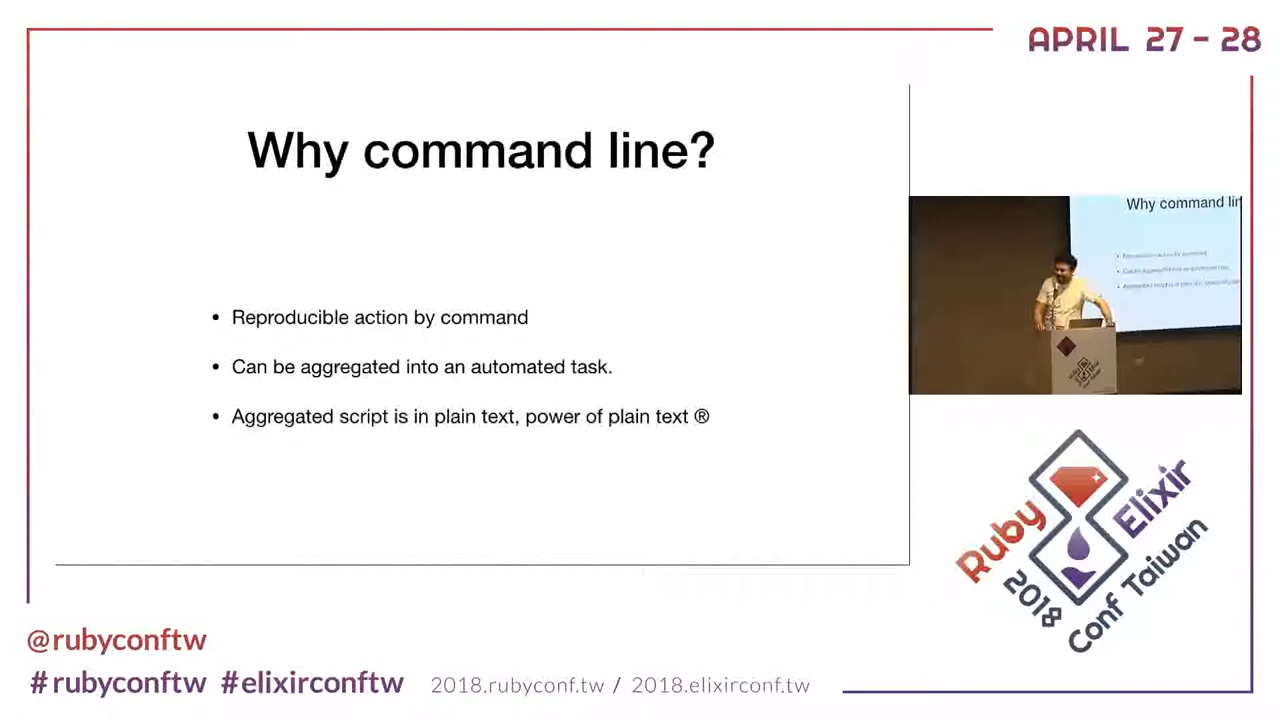 APRIL 27 - 28
Why command line?
• Reproducible action by command
• Can be aggregated into an automated task.
• Aggregated script is in plain text, power of plain text ®
Why command lin
Ruby
Elixir
2018
Conf Taiwan
@rubyconftw
#rubyconftw #elixirconftw
2018.rubyconf.tw / 2018.elixirconf.tw